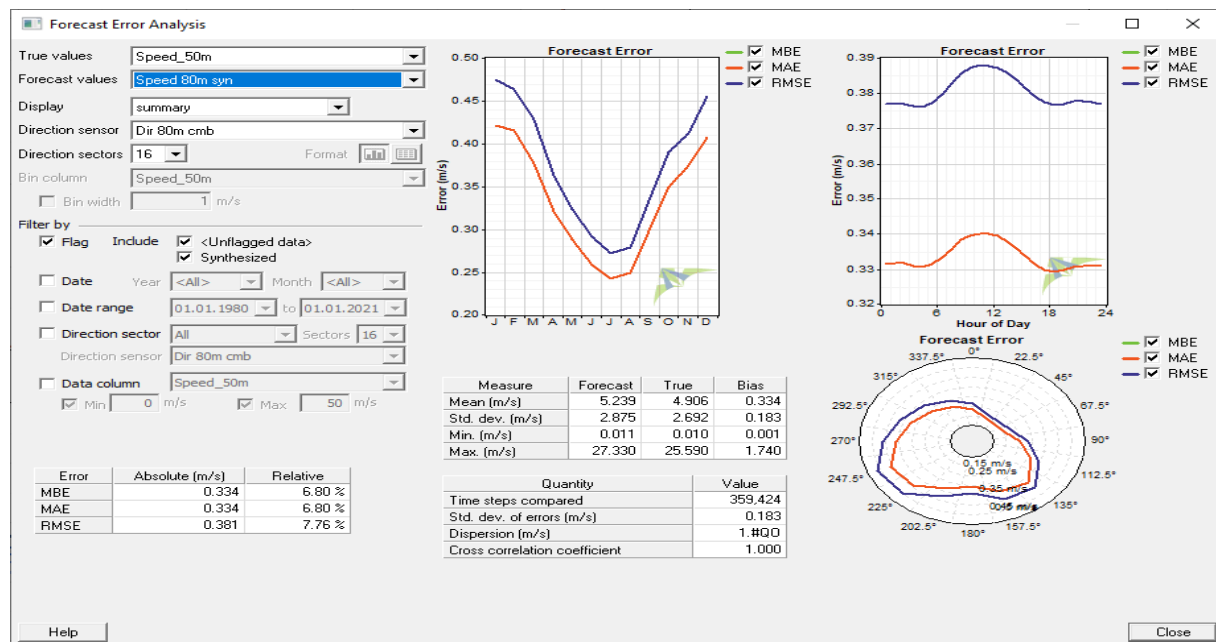 Forecast Error Analysis
True values Speed_50m
Forecast values Speed 80m syn
Display summary
Direction sensor Dir 80m cmb
Direction sectors 16 Format
Bin column Speed_50m
Bin width 1 m/s
Filter by
Flag Include <Unflagged data>
Synthesized
Date Year <All> Month <All>
Date range 01.01.1980 to 01.01.2021
Direction sector All Sectors 16
Direction sensor Dir 80m cmb
Data column Speed_50m
Min 0 m/s Max 50 m/s
Error Absolute (m/s) Relative
MBE 0.334 6.80 %
MAE 0.334 6.80 %
RMSE 0.381 7.76 %
Forecast Error
MBE
MAE
RMSE
Error (m/s)
0.50
0.45
0.40
0.35
0.30
0.25
0.20
J F M A M J J A S O N D
Measure Forecast True Bias
Mean (m/s) 5.239 4.906 0.334
Std. dev. (m/s) 2.875 2.692 0.183
Min. (m/s) 0.011 0.010 0.001
Max. (m/s) 27.330 25.590 1.740
Quantity Value
Time steps compared 359,424
Std. dev. of errors (m/s) 0.183
Dispersion (m/s) 1.#QO
Cross correlation coefficient 1.000
Forecast Error
MBE
MAE
RMSE
Error (m/s)
0.39
0.38
0.37
0.36
0.35
0.34
0.33
0.32
0 6 12 18 24
Hour of Day
Forecast Error
MBE
MAE
RMSE
0°
337.5° 22.5°
315° 45°
292.5° 67.5°
270° 90°
247.5° 112.5°
225° 135°
202.5° 157.5°
180°
0.15 m/s
0.25 m/s
0.35 m/s
Help Close